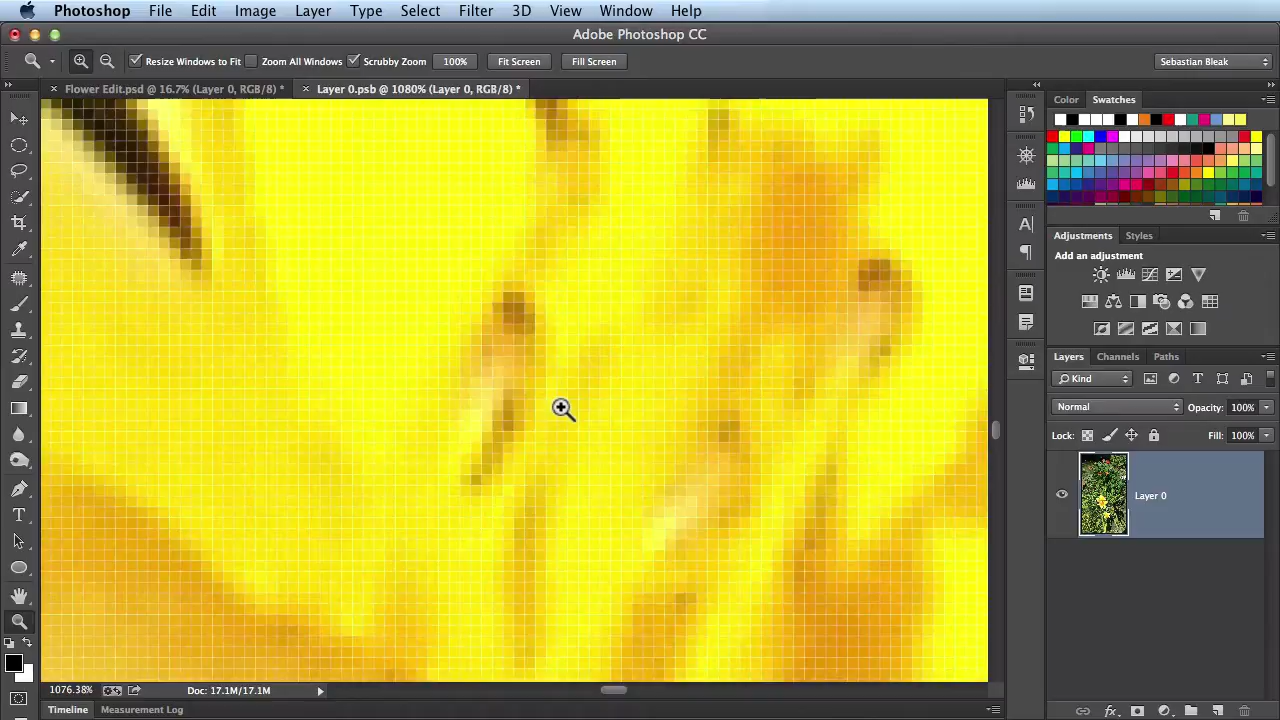 Photoshop File Edit Image Layer Type Select Filter 3D View Window Help
Adobe Photoshop CC
Resize Windows to Fit Zoom All Windows Scrubby Zoom 100% Fit Screen Fill Screen Sebastian Bleak
Flower Edit.psd @ 16.7% (Layer 0, RGB/8) * Layer 0.psb @ 1080% (Layer 0, RGB/8) *
Color Swatches
Adjustments Styles
Add an adjustment
Layers Channels Paths
Kind
Normal Opacity: 100%
Lock: Fill: 100%
Layer 0
1076.38% Doc: 17.1M/17.1M
Timeline Measurement Log